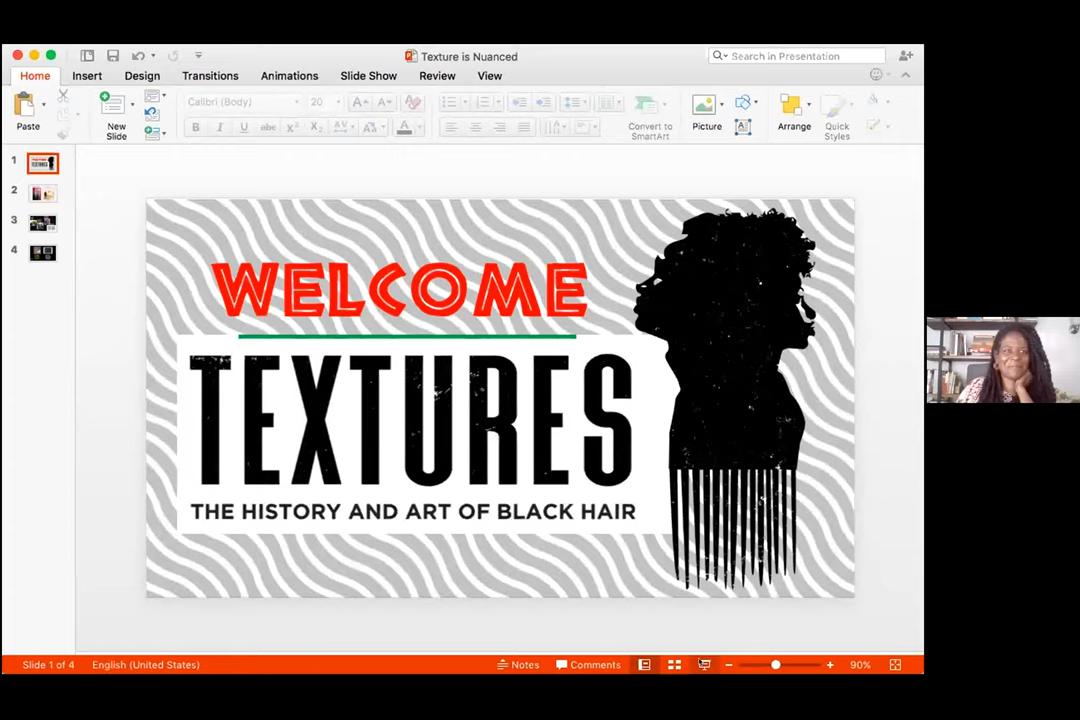 Texture is Nuanced
Search in Presentation
Home Insert Design Transitions Animations Slide Show Review View
Calibri (Body) 20
Paste
New
Slide
Convert to
SmartArt
Picture
Arrange
Quick
Styles
1
2
3
4
WELCOME
TEXTURES
THE HISTORY AND ART OF BLACK HAIR
Slide 1 of 4 English (United States) Notes Comments 90%